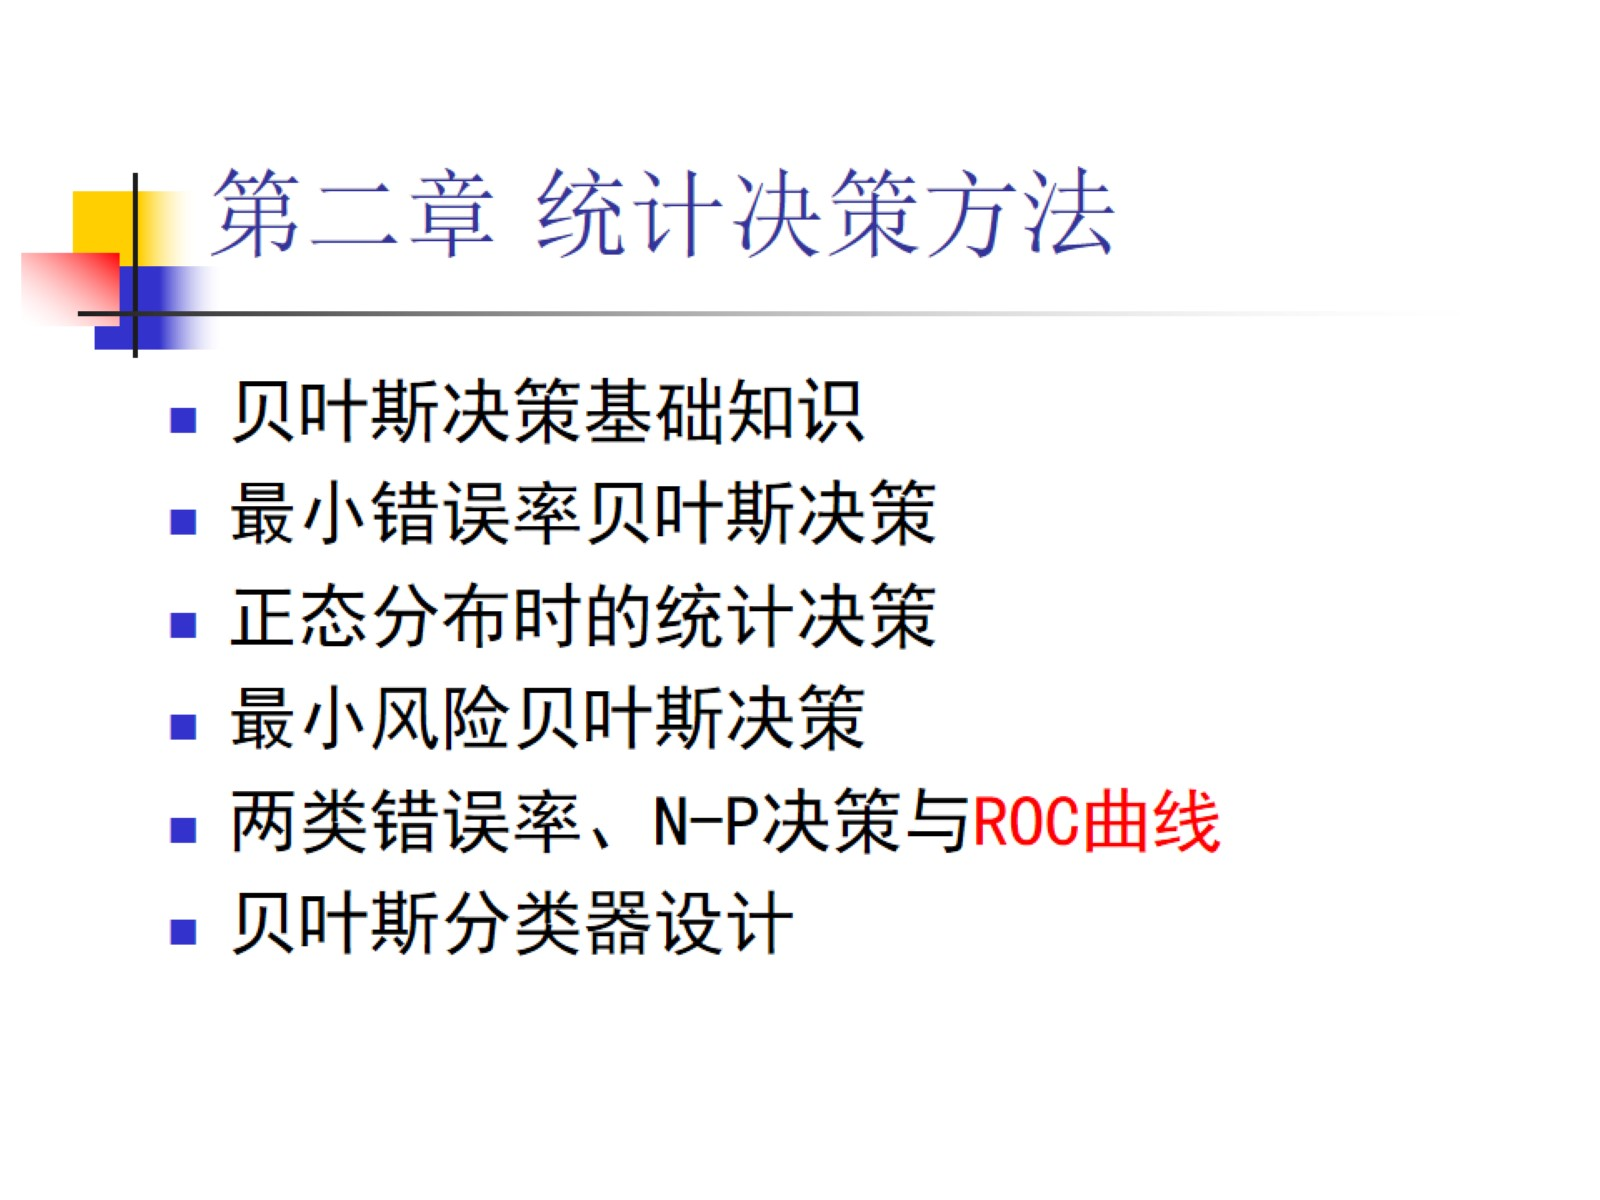 第二章 统计决策方法
贝叶斯决策基础知识
最小错误率贝叶斯决策
正态分布时的统计决策
最小风险贝叶斯决策
两类错误率、N-P决策与ROC曲线
贝叶斯分类器设计